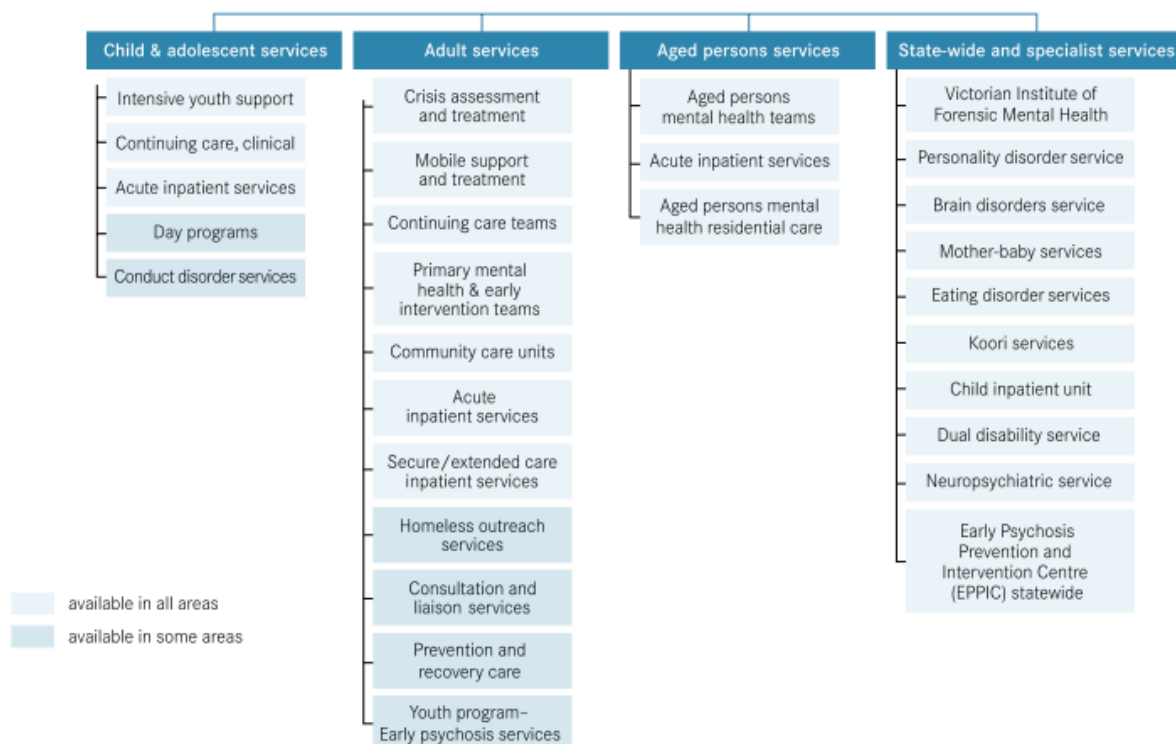 Child & adolescent services
Intensive youth support
Continuing care, clinical
Acute inpatient services
Day programs
Conduct disorder services
Adult services
Crisis assessment
and treatment
Mobile support
and treatment
Continuing care teams
Primary mental
health & early
intervention teams
Community care units
Acute
inpatient services
Secure/extended care
inpatient services
Homeless outreach
services
Consultation and
liaison services
Prevention and
recovery care
Youth program–
Early psychosis services
Aged persons services
Aged persons
mental health teams
Acute inpatient services
Aged persons mental
health residential care
State-wide and specialist services
Victorian Institute of
Forensic Mental Health
Personality disorder service
Brain disorders service
Mother-baby services
Eating disorder services
Koori services
Child inpatient unit
Dual disability service
Neuropsychiatric service
Early Psychosis
Prevention and
Intervention Centre
(EPPIC) statewide
available in all areas
available in some areas